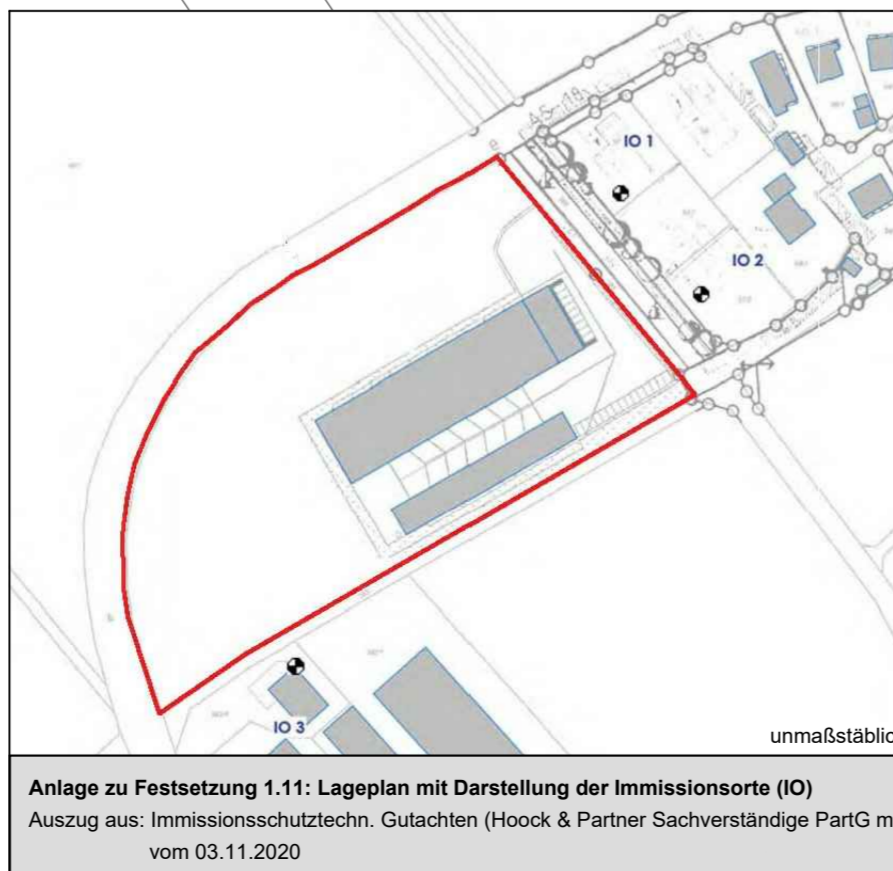 IO 1
IO 2
IO 3
unmaßstäblic
Anlage zu Festsetzung 1.11: Lageplan mit Darstellung der Immissionsorte (IO)
Auszug aus: Immissionsschutztechn. Gutachten (Hoock & Partner Sachverständige PartG m
vom 03.11.2020